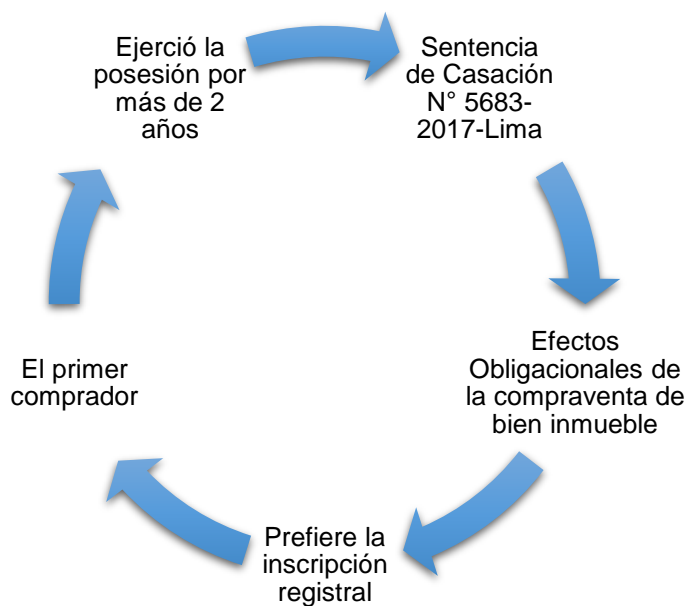 Ejerció la
posesión por
más de 2
años
Sentencia
de Casación
N° 5683-
2017-Lima
Efectos
Obligacionales de
la compraventa de
bien inmueble
Prefiere la
inscripción
registral
El primer
comprador